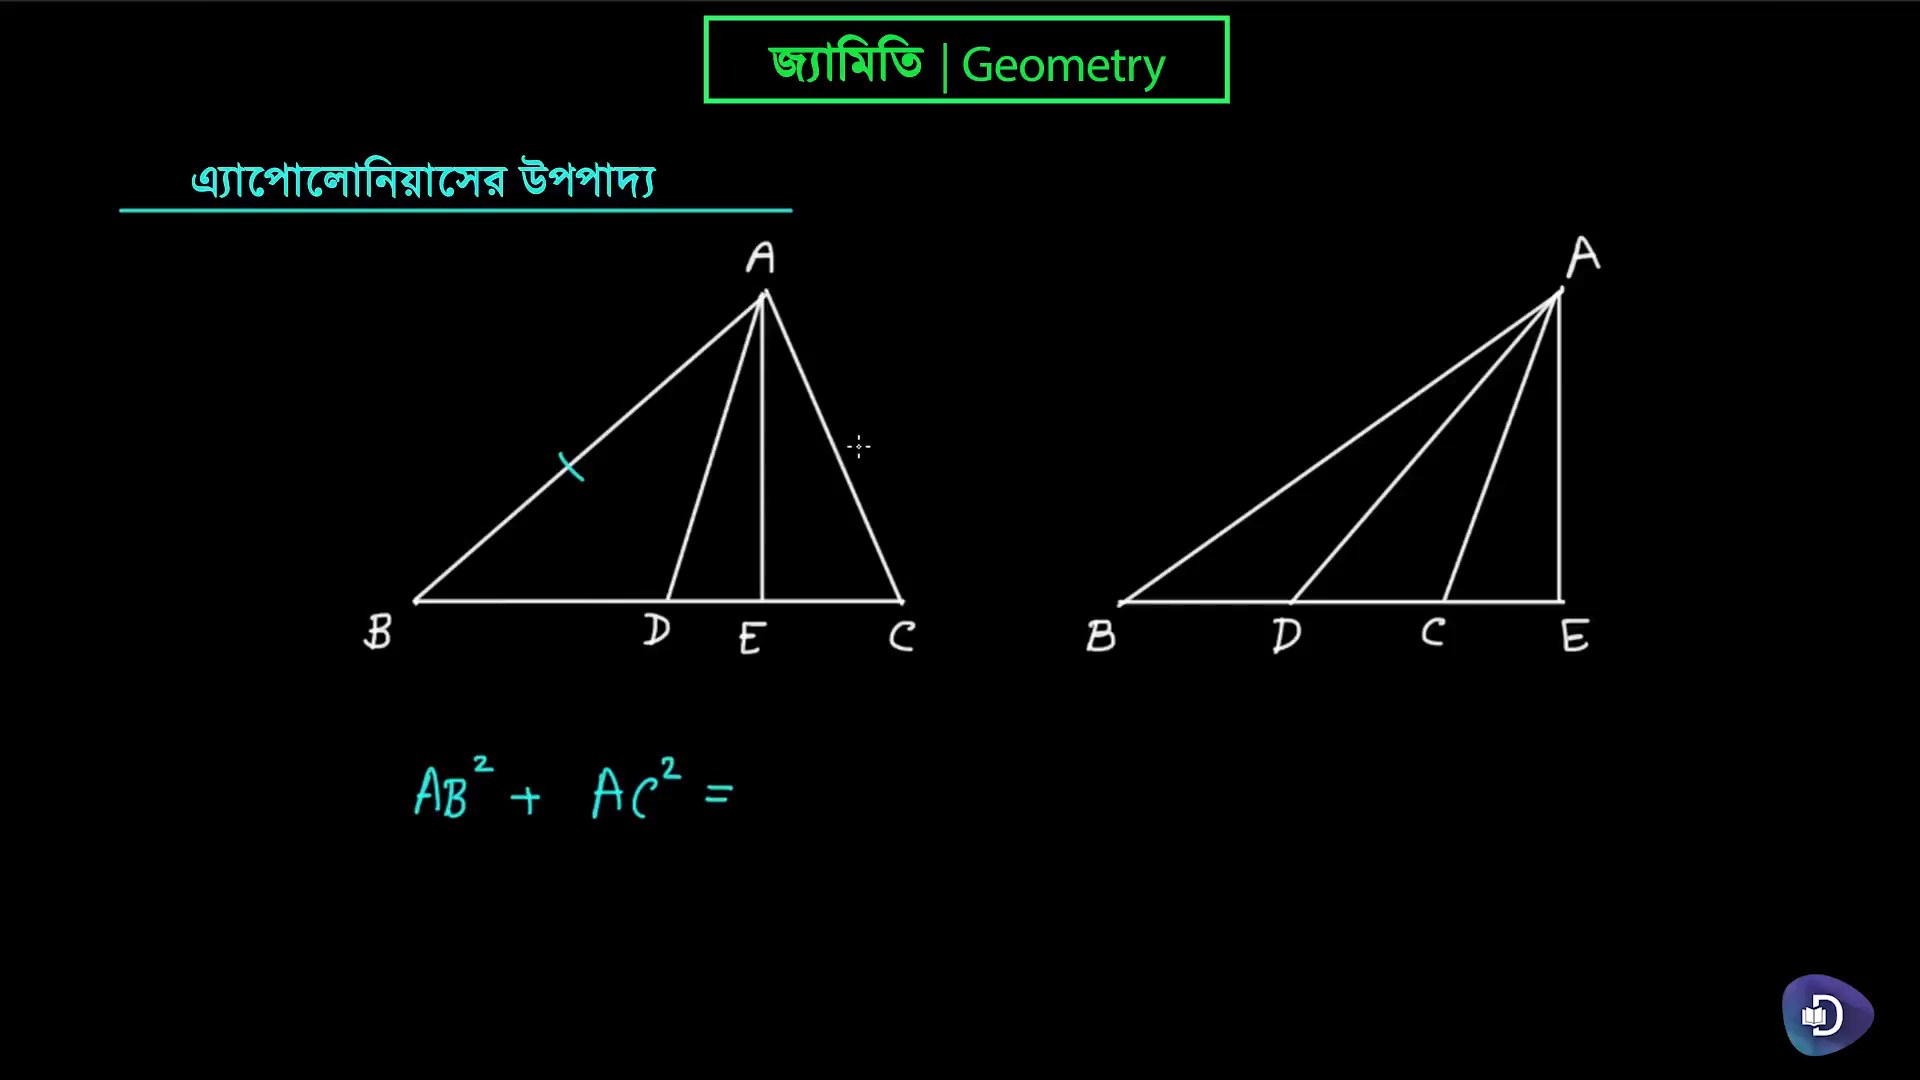 জ্যামিতি | Geometry
এ্যাপোলোনিয়াসের উপপাদ্য
A
A
B D E C
B D C E
AB² + AC² =
D